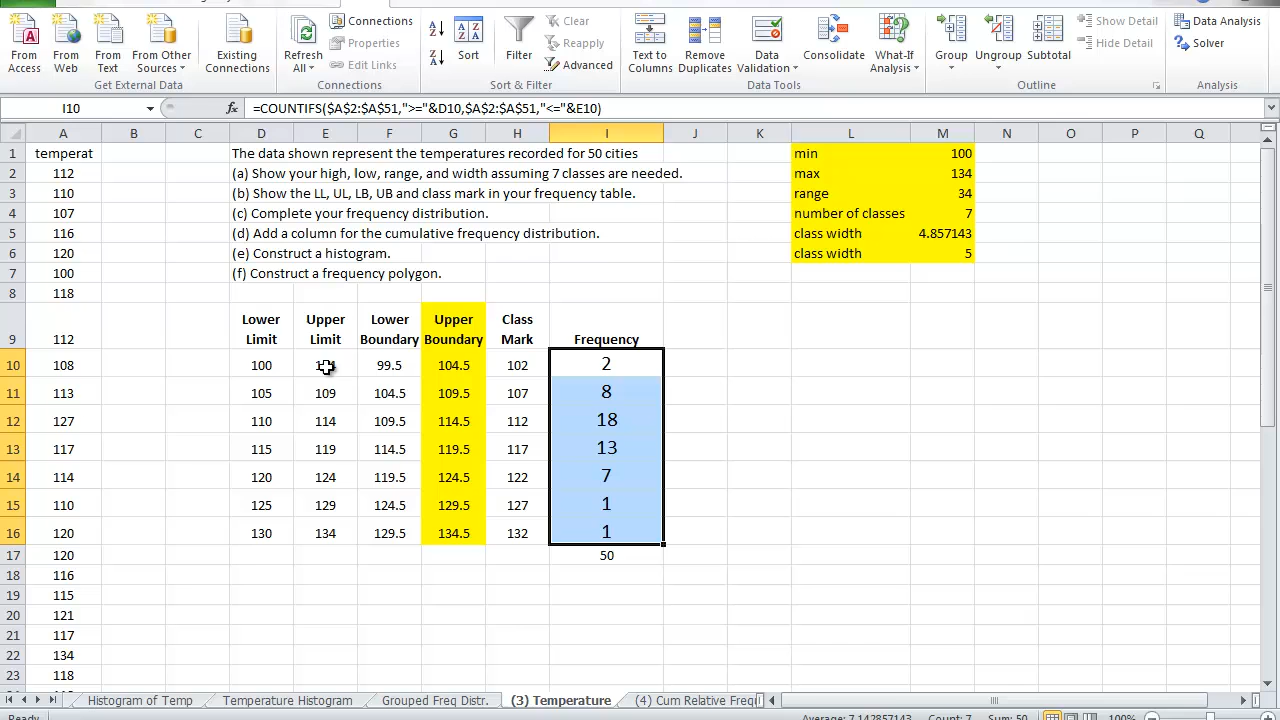 From Access
From Web
From Text
From Other Sources
Existing Connections
Refresh All
Connections
Properties
Edit Links
Sort
Filter
Clear
Reapply
Advanced
Text to Columns
Remove Duplicates
Data Validation
Consolidate
What-If Analysis
Group
Ungroup
Subtotal
Show Detail
Hide Detail
Data Analysis
Solver
Get External Data
Connections
Sort & Filter
Data Tools
Outline
Analysis
I10 fx =COUNTIFS($A$2:$A$51,">="&D10,$A$2:$A$51,"<="&E10)
A B C D E F G H I J K L M N O P Q
1 temperat The data shown represent the temperatures recorded for 50 cities min 100
2 112 (a) Show your high, low, range, and width assuming 7 classes are needed. max 134
3 110 (b) Show the LL, UL, LB, UB and class mark in your frequency table. range 34
4 107 (c) Complete your frequency distribution. number of classes 7
5 116 (d) Add a column for the cumulative frequency distribution. class width 4.857143
6 120 (e) Construct a histogram. class width 5
7 100 (f) Construct a frequency polygon.
8 118
9 112 Lower Limit Upper Limit Lower Boundary Upper Boundary Class Mark Frequency
10 108 100 99.5 104.5 102 2
11 113 105 109 104.5 109.5 107 8
12 127 110 114 109.5 114.5 112 18
13 117 115 119 114.5 119.5 117 13
14 114 120 124 119.5 124.5 122 7
15 110 125 129 124.5 129.5 127 1
16 120 130 134 129.5 134.5 132 1
17 120 50
18 116
19 115
20 121
21 117
22 134
23 118
Histogram of Temp Temperature Histogram Grouped Freq Distr. (3) Temperature (4) Cum Relative Freq
Ready Average: 7.142857143 Count: 7 Sum: 50 100%